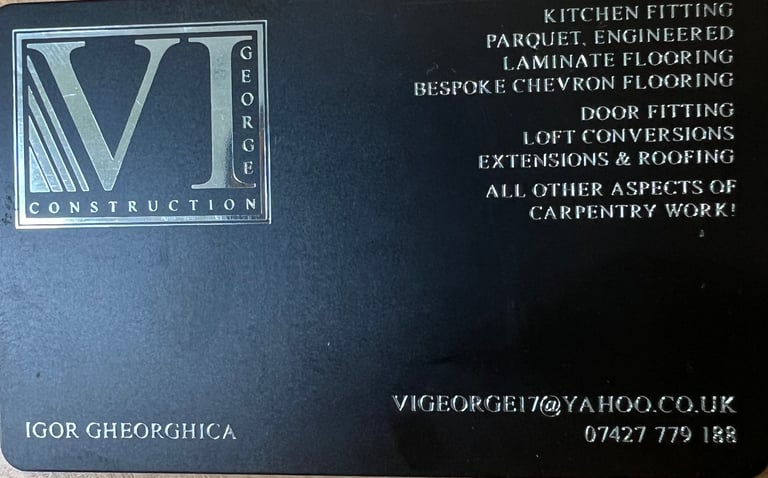 VI
GEORGE
CONSTRUCTION
KITCHEN FITTING
PARQUET, ENGINEERED
LAMINATE FLOORING
BESPOKE CHEVRON FLOORING
DOOR FITTING
LOFT CONVERSIONS
EXTENSIONS & ROOFING
ALL OTHER ASPECTS OF
CARPENTRY WORK!
IGOR GHEORGHICA
VIGEORGE17@YAHOO.CO.UK
07427 779 188